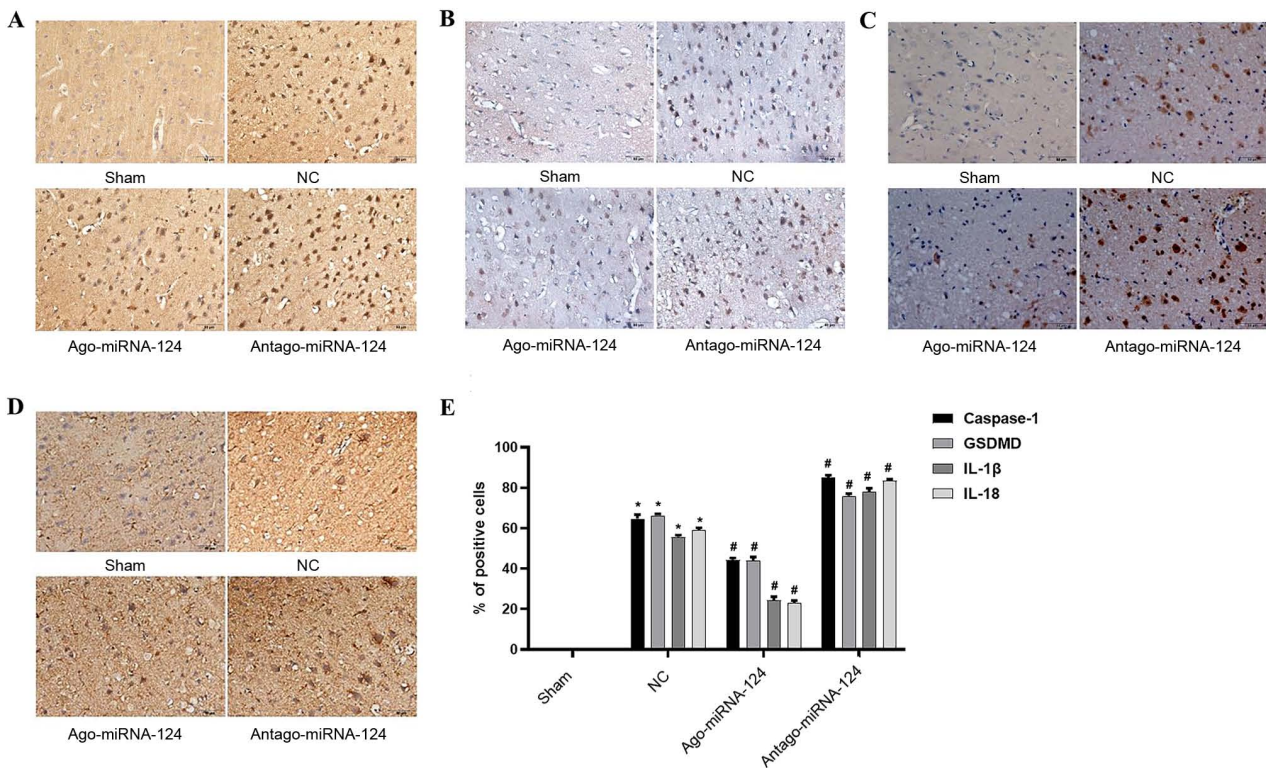 A
B
C
Sham
NC
Sham
NC
Sham
NC
Ago-miRNA-124
Antago-miRNA-124
Ago-miRNA-124
Antago-miRNA-124
Ago-miRNA-124
Antago-miRNA-124
D
Sham
NC
Ago-miRNA-124
Antago-miRNA-124
E
Caspase-1
GSDMD
IL-1β
IL-18
% of positive cells
100
80
60
40
20
0
* * * *
# # # #
# # # #
Sham
NC
Ago-miRNA-124
Antago-miRNA-124